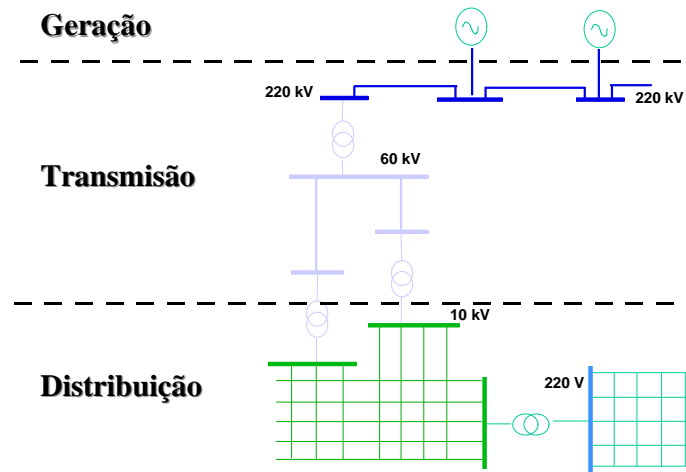 Geração
220 kV
220 kV
60 kV
Transmisão
10 kV
Distribuição
220 V